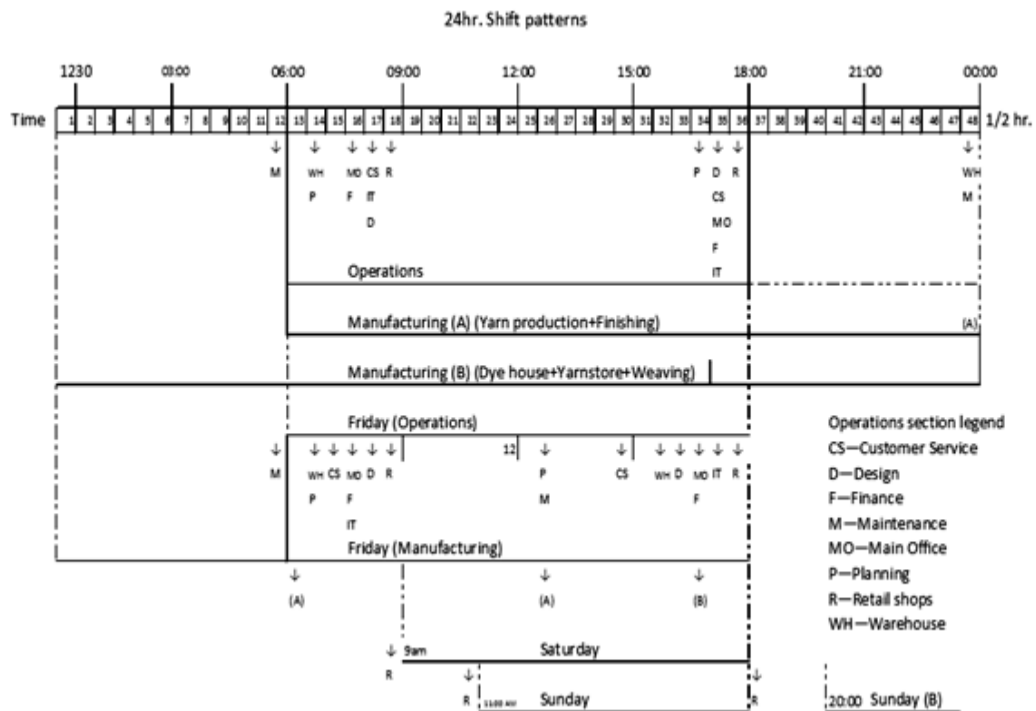 24hr. Shift patterns
1230 03:00 06:00 09:00 12:00 15:00 18:00 21:00 00:00
Time 1 2 3 4 5 6 7 8 9 10 11 12 13 14 15 16 17 18 19 20 21 22 23 24 25 26 27 28 29 30 31 32 33 34 35 36 37 38 39 40 41 42 43 44 45 46 47 48 1/2 hr.
M WH MO CS R P D R WH
P F IT CS M
D MO
F
Operations IT
Manufacturing (A) (Yarn production+Finishing) (A)
Manufacturing (B) (Dye house+Yarnstore+Weaving)
Friday (Operations) Operations section legend
12 CS—Customer Service
M WH CS MO D R P CS WH D MO IT R D—Design
P F M F F—Finance
IT M—Maintenance
Friday (Manufacturing) MO—Main Office
P—Planning
(A) (A) (B) R—Retail shops
WH—Warehouse
9am Saturday
R
R 11:00 AM Sunday R 20:00 Sunday (B)